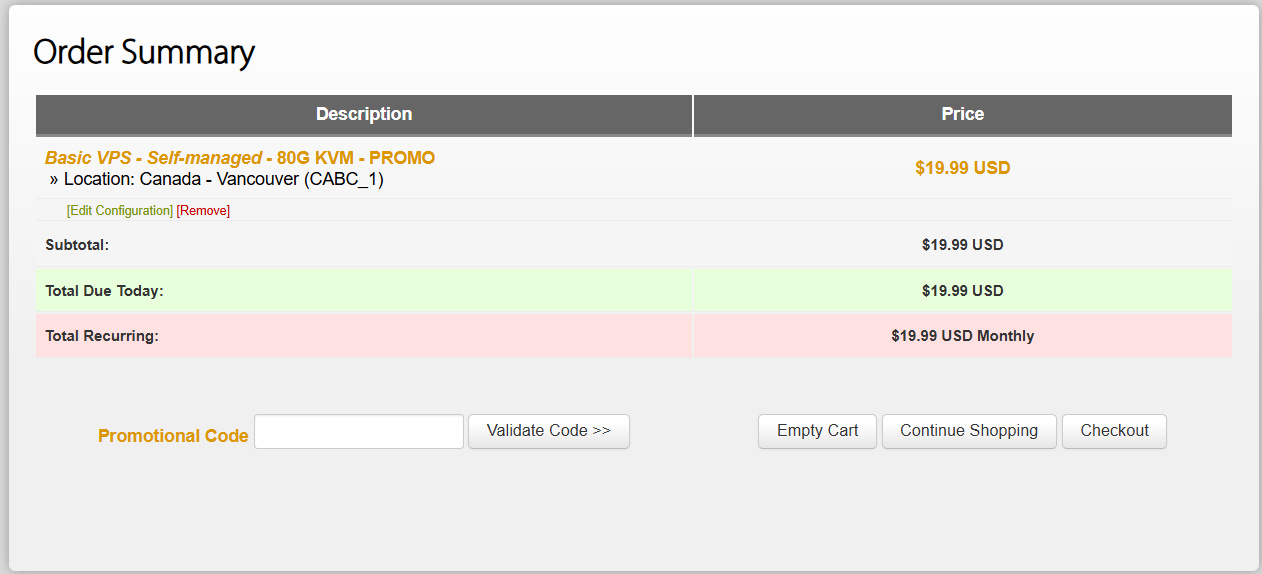 Order Summary
Description Price
Basic VPS - Self-managed - 80G KVM - PROMO
» Location: Canada - Vancouver (CABC_1)
$19.99 USD
[Edit Configuration] [Remove]
Subtotal: $19.99 USD
Total Due Today: $19.99 USD
Total Recurring: $19.99 USD Monthly
Promotional Code Validate Code >> Empty Cart Continue Shopping Checkout